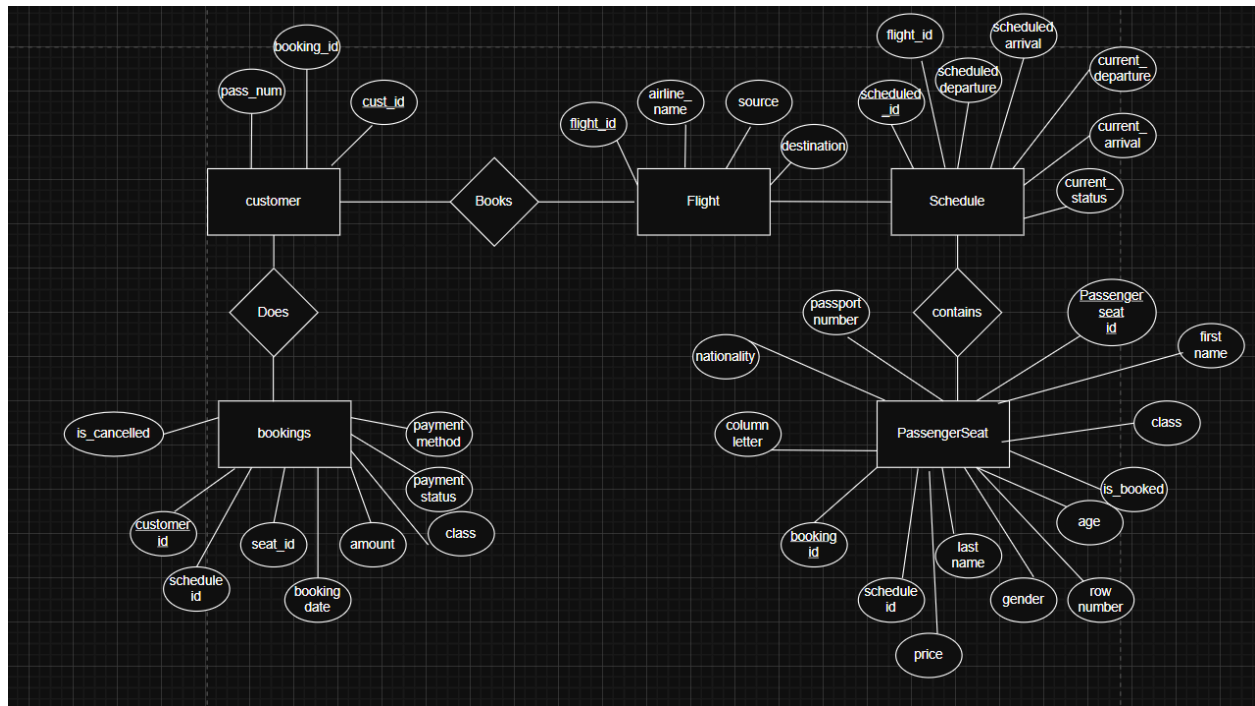 booking_id
pass_num
cust_id
customer
Books
flight_id
airline_
name
source
destination
Flight
flight_id
scheduled
arrival
scheduled
departure
scheduled
_id
current_
departure
current_
arrival
current_
status
Schedule
Does
contains
passport
number
Passenger
seat
id
nationality
first
name
is_cancelled
bookings
payment
method
payment
status
customer
id
seat_id
amount
class
schedule
id
booking
date
column
letter
PassengerSeat
class
is_booked
age
booking
id
last
name
schedule
id
gender
row
number
price